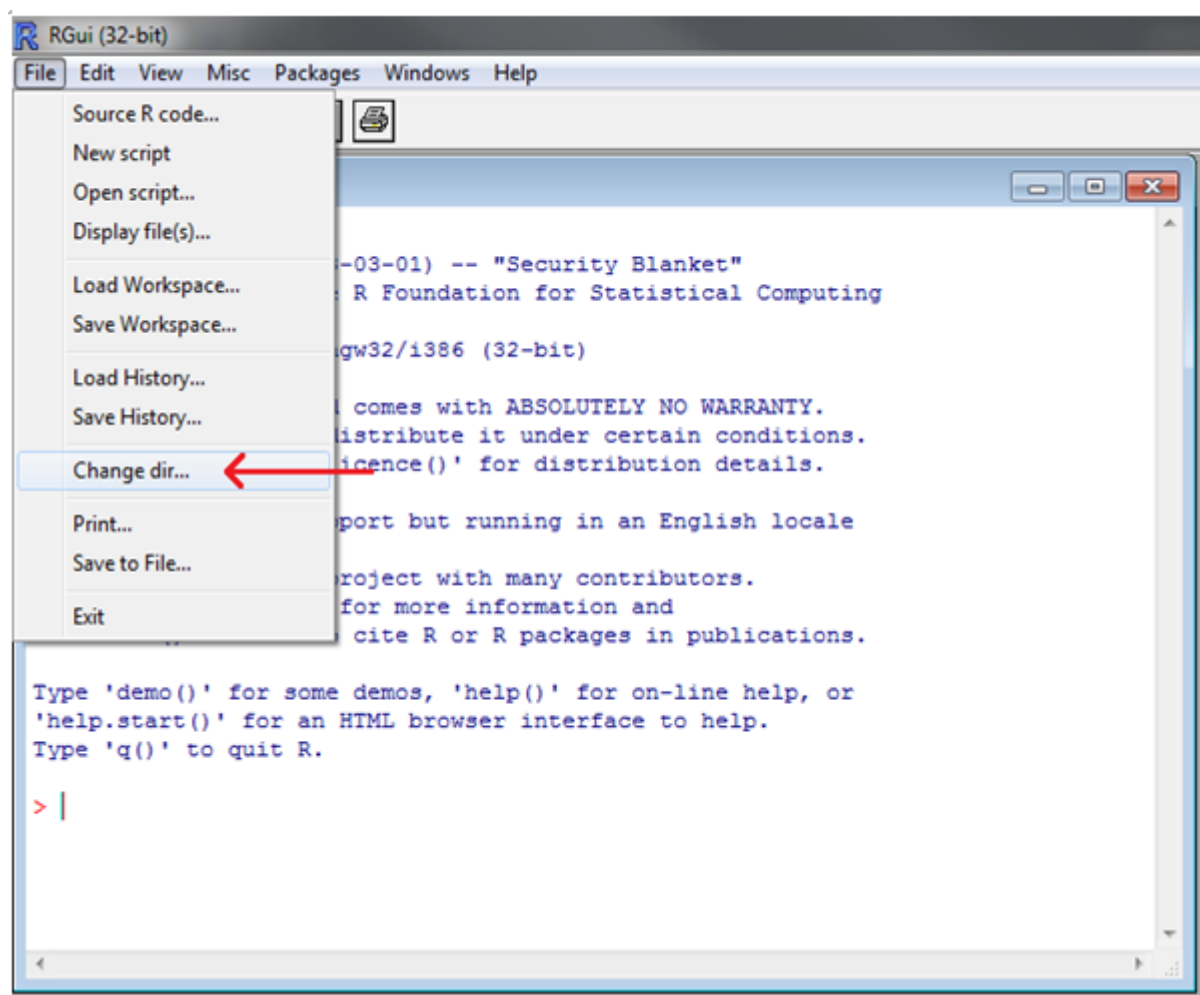 RGui (32-bit)
File Edit View Misc Packages Windows Help
Source R code...
New script
Open script...
Display file(s)...
Load Workspace...
Save Workspace...
Load History...
Save History...
Change dir...
Print...
Save to File...
Exit
-03-01) -- "Security Blanket"
R Foundation for Statistical Computing
gw32/i386 (32-bit)
comes with ABSOLUTELY NO WARRANTY.
istribute it under certain conditions.
icence()' for distribution details.
port but running in an English locale
roject with many contributors.
for more information and
cite R or R packages in publications.
Type 'demo()' for some demos, 'help()' for on-line help, or
'help.start()' for an HTML browser interface to help.
Type 'q()' to quit R.
>